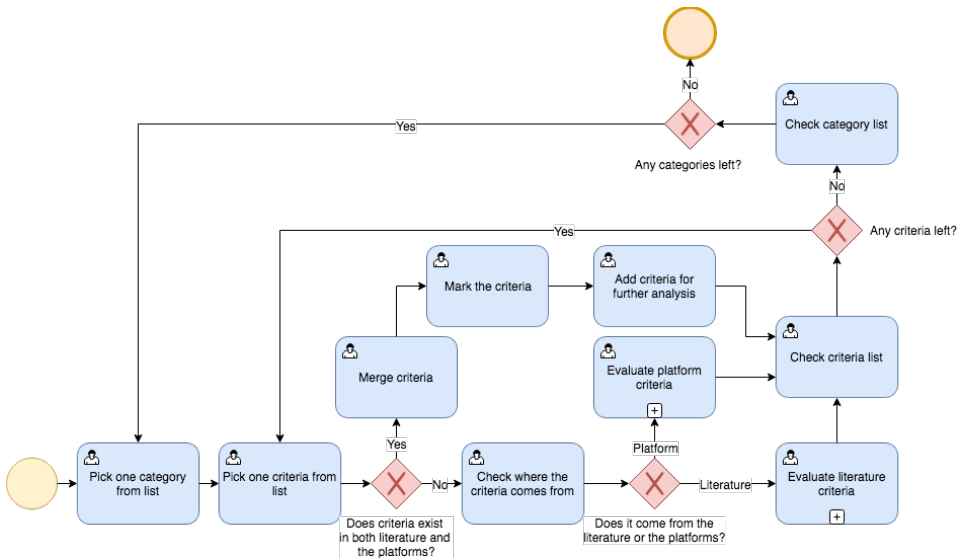 No
Check category list
Yes
Any categories left?
No
Yes
Any criteria left?
Mark the criteria
Add criteria for
further analysis
Merge criteria
Evaluate platform
criteria
Check criteria list
Yes
Platform
Pick one category
from list
Pick one criteria from
list
No
Check where the
criteria comes from
Literature
Evaluate literature
criteria
Does criteria exist
in both literature and
the platforms?
Does it come from the
literature or the platforms?